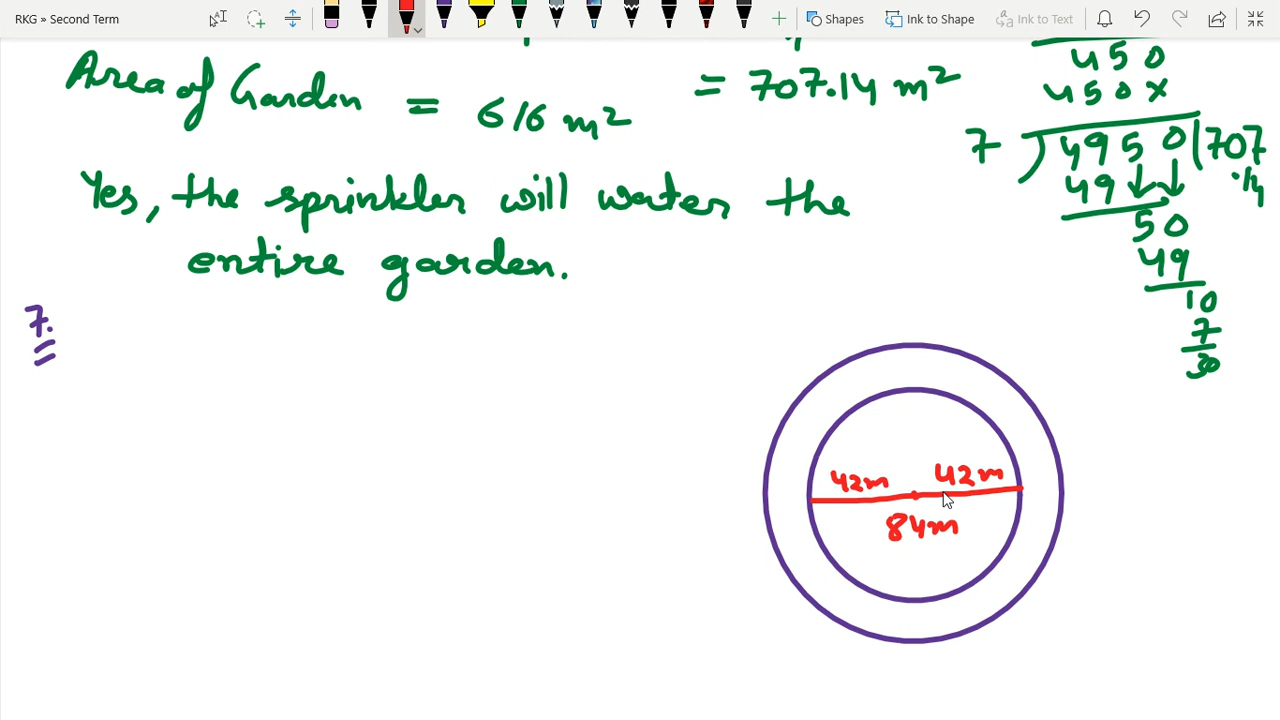 RKG » Second Term
Shapes
Ink to Shape
Ink to Text
Area of Garden = 616 m²
= 707.14 m²
450
450x
7) 4950 (707
.14
49
50
49
10
7
30
Yes, the sprinkler will water the
entire garden.
7.
42m 42m
84m